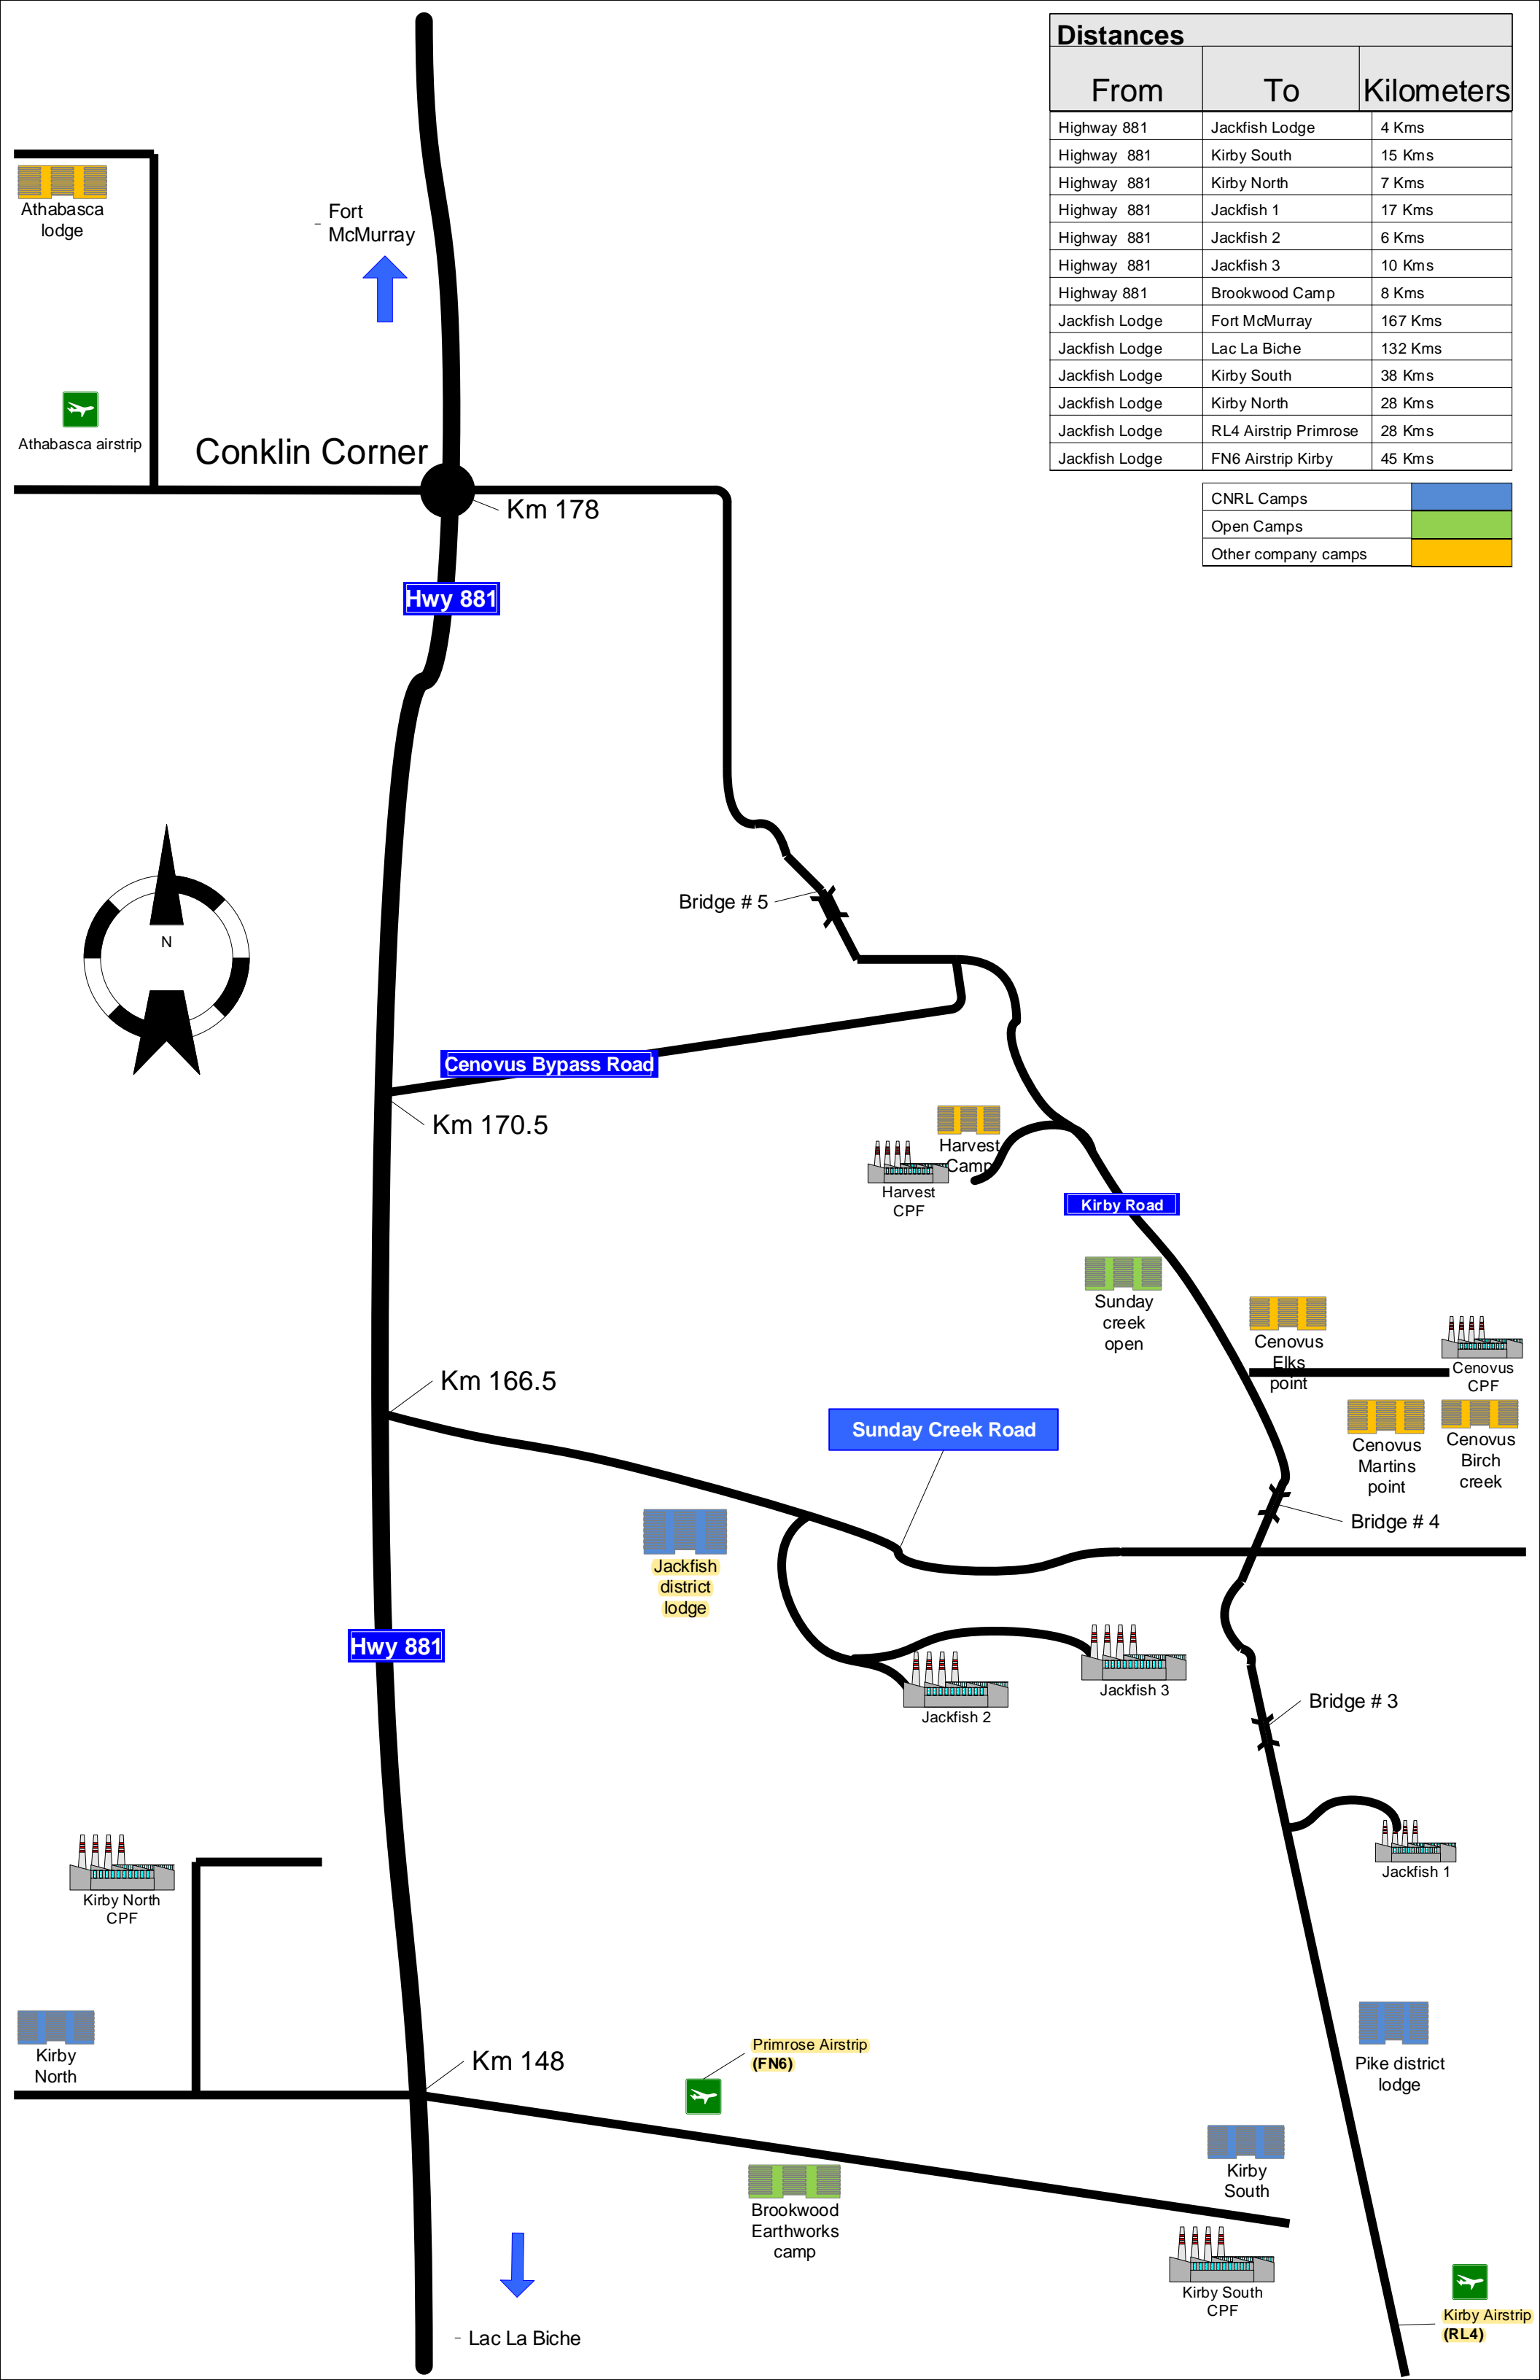 Distances
From To Kilometers
Highway 881 Jackfish Lodge 4 Kms
Highway 881 Kirby South 15 Kms
Highway 881 Kirby North 7 Kms
Highway 881 Jackfish 1 17 Kms
Highway 881 Jackfish 2 6 Kms
Highway 881 Jackfish 3 10 Kms
Highway 881 Brookwood Camp 8 Kms
Jackfish Lodge Fort McMurray 167 Kms
Jackfish Lodge Lac La Biche 132 Kms
Jackfish Lodge Kirby South 38 Kms
Jackfish Lodge Kirby North 28 Kms
Jackfish Lodge RL4 Airstrip Primrose 28 Kms
Jackfish Lodge FN6 Airstrip Kirby 45 Kms
CNRL Camps
Open Camps
Other company camps
Athabasca
lodge
Fort
McMurray
Athabasca airstrip
Conklin Corner
Km 178
Hwy 881
Bridge # 5
N
Cenovus Bypass Road
Km 170.5
Harvest
Camp
Harvest
CPF
Kirby Road
Sunday
creek
open
Cenovus
Elks
point
Cenovus
CPF
Km 166.5
Sunday Creek Road
Cenovus
Martins
point
Cenovus
Birch
creek
Bridge # 4
Jackfish
district
lodge
Hwy 881
Jackfish 3
Jackfish 2
Bridge # 3
Jackfish 1
Kirby North
CPF
Kirby
North
Km 148
Primrose Airstrip
(FN6)
Pike district
lodge
Kirby
South
Brookwood
Earthworks
camp
Kirby South
CPF
Kirby Airstrip
(RL4)
Lac La Biche